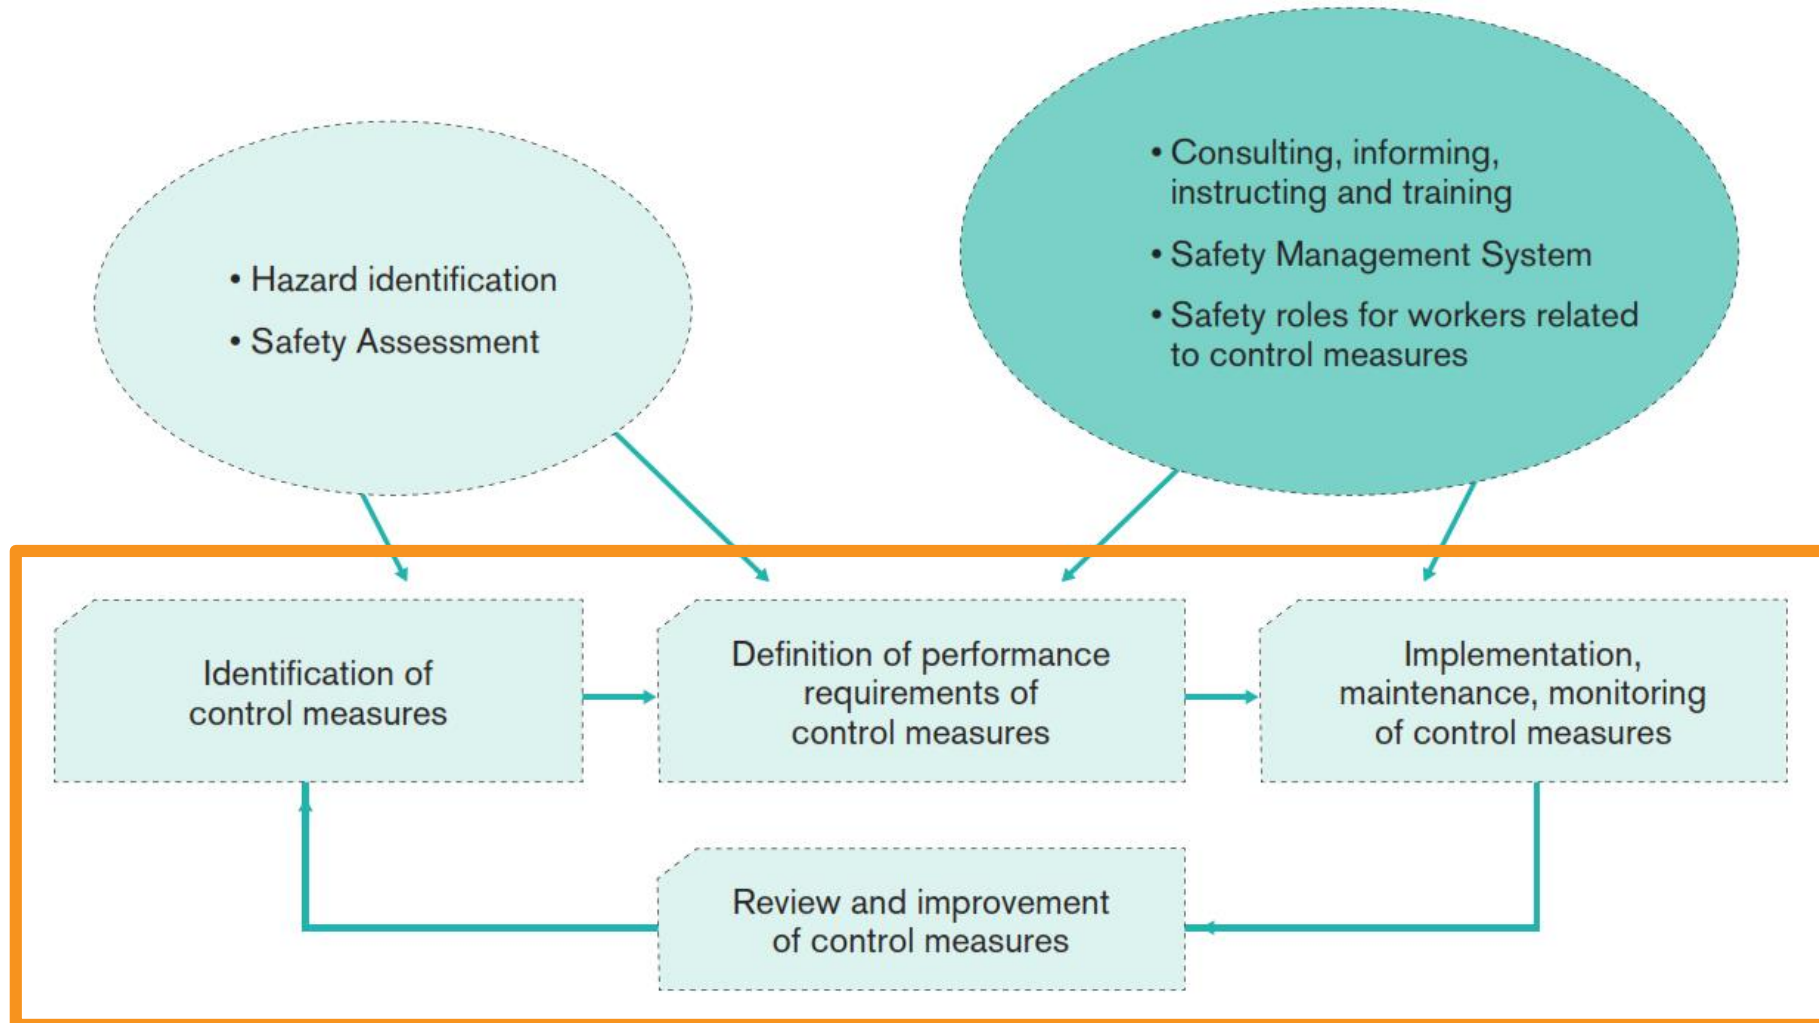 • Hazard identification
• Safety Assessment
• Consulting, informing,
instructing and training
• Safety Management System
• Safety roles for workers related
to control measures
Identification of
control measures
Definition of performance
requirements of
control measures
Implementation,
maintenance, monitoring
of control measures
Review and improvement
of control measures